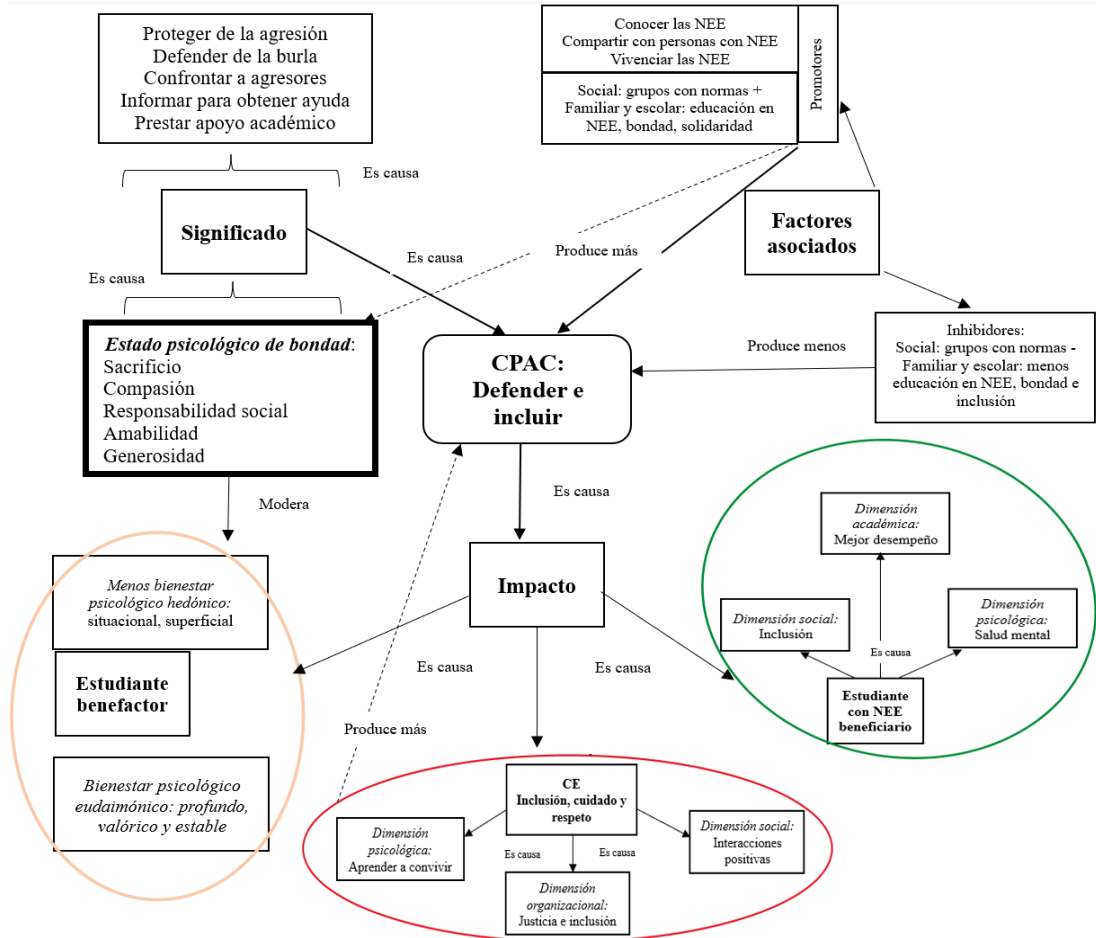 Proteger de la agresión
Defender de la burla
Confrontar a agresores
Informar para obtener ayuda
Prestar apoyo académico
Conocer las NEE
Compartir con personas con NEE
Vivenciar las NEE
Social: grupos con normas +
Familiar y escolar: educación en
NEE, bondad, solidaridad
Promotores
Es causa
Significado
Factores
asociados
Es causa
Es causa
Produce más
Estado psicológico de bondad:
Sacrificio
Compasión
Responsabilidad social
Amabilidad
Generosidad
CPAC:
Defender e
incluir
Produce menos
Inhibidores:
Social: grupos con normas -
Familiar y escolar: menos
educación en NEE, bondad e
inclusión
Modera
Es causa
Menos bienestar
psicológico hedónico:
situacional, superficial
Estudiante
benefactor
Bienestar psicológico
eudaimónico: profundo,
valórico y estable
Impacto
Es causa
Es causa
Produce más
Dimensión
académica:
Mejor desempeño
Dimensión social:
Inclusión
Dimensión
psicológica:
Salud mental
Es causa
Estudiante
con NEE
beneficiario
CE
Inclusión, cuidado y
respeto
Dimensión
psicológica:
Aprender a convivir
Es causa
Es causa
Dimensión social:
Interacciones
positivas
Dimensión
organizacional:
Justicia e inclusión